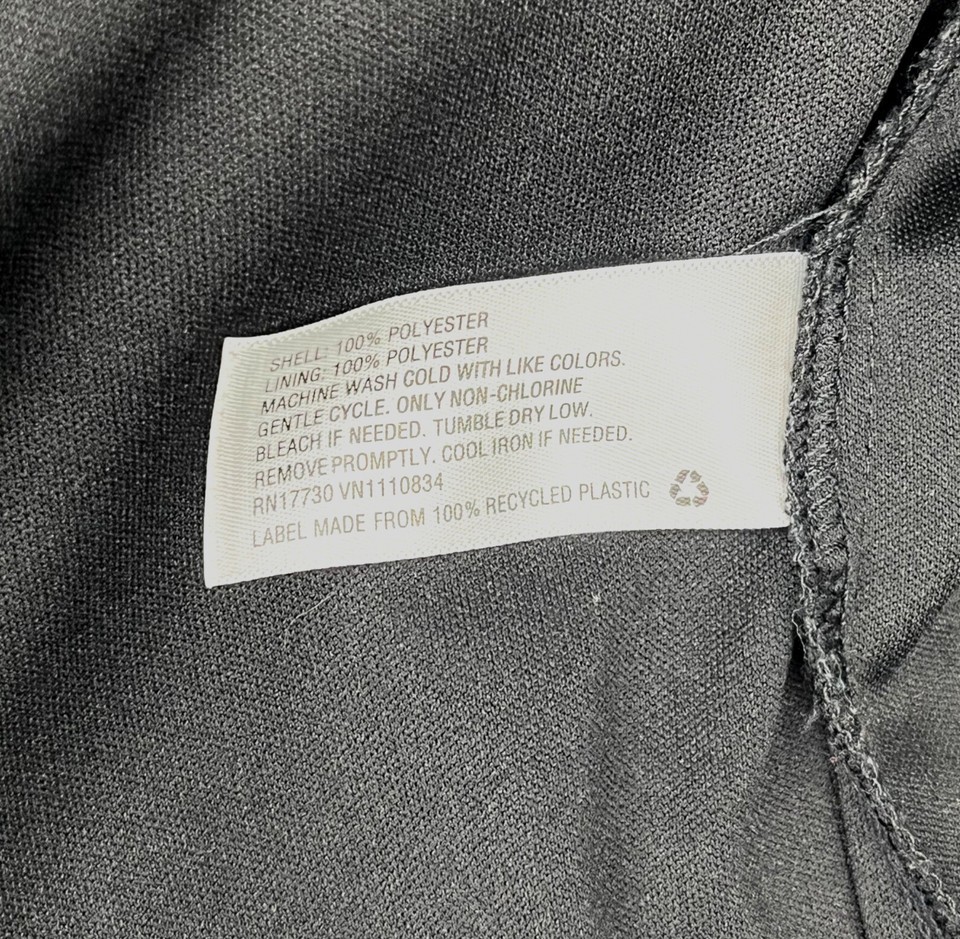 SHELL: 100% POLYESTER
LINING: 100% POLYESTER
MACHINE WASH COLD WITH LIKE COLORS.
GENTLE CYCLE. ONLY NON-CHLORINE
BLEACH IF NEEDED. TUMBLE DRY LOW.
REMOVE PROMPTLY. COOL IRON IF NEEDED.
RN17730 VN1110834
LABEL MADE FROM 100% RECYCLED PLASTIC